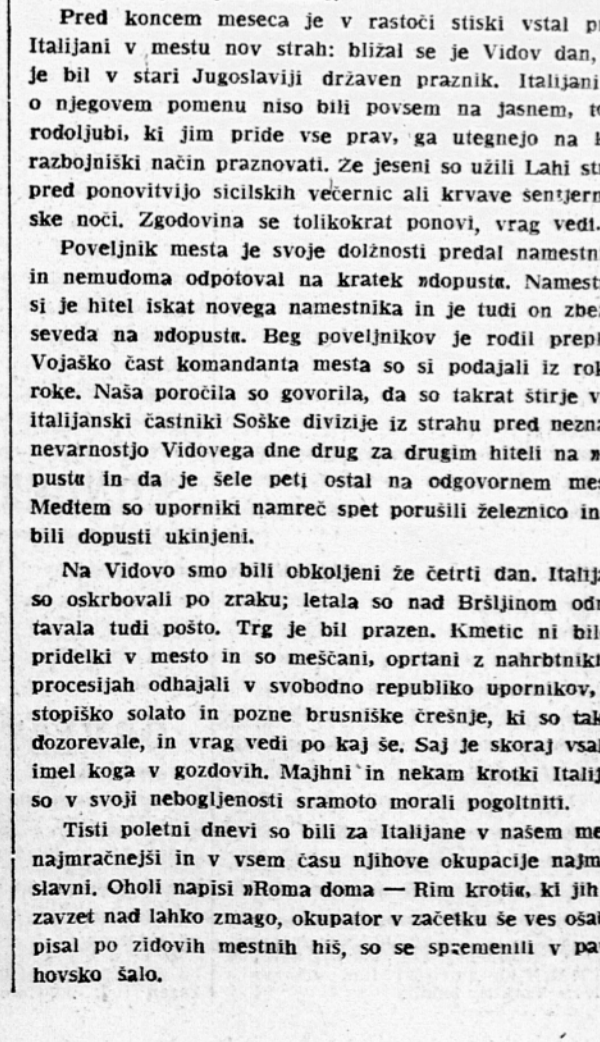 Pred koncem meseca je v rastoči stiski vstal pr
Italijani v mestu nov strah: bližal se je Vidov dan,
je bil v stari Jugoslaviji državen praznik. Italijani
o njegovem pomenu niso bili povsem na jasnem, to
rodoljubi, ki jim pride vse prav, ga utegnejo na k
razbojniški način praznovati. Že jeseni so užili Lahi str
pred ponovitvijo sicilskih večernic ali krvave šentjern
ske noči. Zgodovina se tolikokrat ponovi, vrag vedi.
Poveljnik mesta je svoje dolžnosti predal namestni
in nemudoma odpotoval na kratek »dopust«. Namest
si je hitel iskat novega namestnika in je tudi on zbe
seveda na »dopust«. Beg poveljnikov je rodil prepl
Vojaško čast komandanta mesta so si podajali iz rok
roke. Naša poročila so govorila, da so takrat štirje v
italijanski častniki Soške divizije iz strahu pred nezna
nevarnostjo Vidovega dne drug za drugim hiteli na »
pust« in da je šele peti ostal na odgovornem mes
Medtem so uporniki namreč spet porušili železnico in
bili dopusti ukinjeni.
Na Vidovo smo bili obkoljeni že četrti dan. Italija
so oskrbovali po zraku; letala so nad Bršljinom odm
tavala tudi pošto. Trg je bil prazen. Kmetic ni bil
pridelki v mesto in so meščani, oprtani z nahrbtniki
procesijah odhajali v svobodno republiko upornikov,
stopiško solato in pozne brusniške črešnje, ki so tak
dozorevale, in vrag vedi po kaj še. Saj je skoraj vsak
imel koga v gozdovih. Majhni in nekam krotki Italij
so v svoji nebogljenosti sramoto morali pogoltniti.
Tisti poletni dnevi so bili za Italijane v našem me
najmračnejši in v vsem času njihove okupacije najm
slavni. Oholi napisi »Roma doma — Rim kroti«, ki jih
zavzet nad lahko zmago, okupator v začetku še ves ošab
pisal po zidovih mestnih hiš, so se spremenili v pav
hovsko šalo.